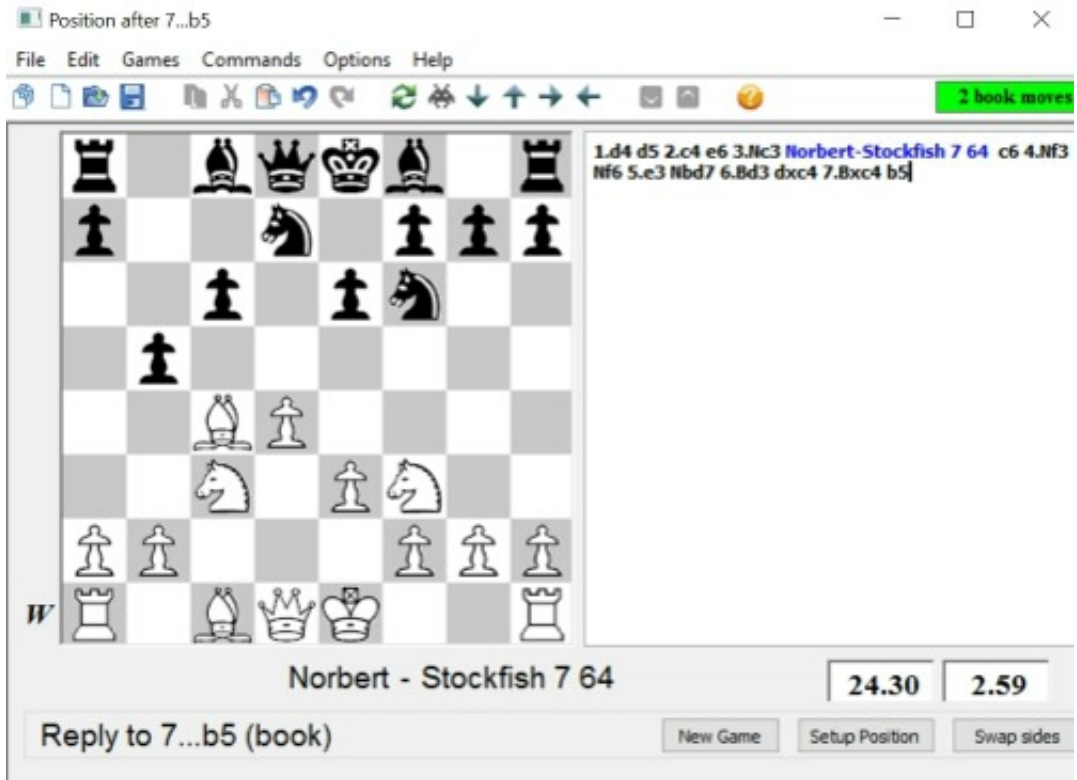 Position after 7...b5
File Edit Games Commands Options Help
2 book moves
1.d4 d5 2.c4 e6 3.Nc3 Norbert-Stockfish 7 64 c6 4.Nf3
Nf6 5.e3 Nbd7 6.Bd3 dxc4 7.Bxc4 b5
W
Norbert - Stockfish 7 64
24.30 2.59
Reply to 7...b5 (book)
New Game Setup Position Swap sides